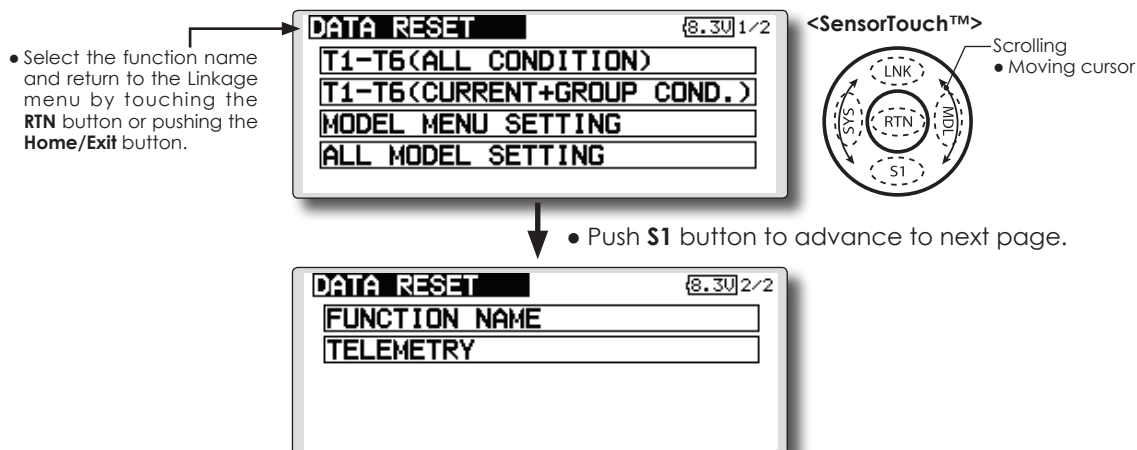 ● Select the function name
and return to the Linkage
menu by touching the
RTN button or pushing the
Home/Exit button.
DATA RESET 8.3V 1/2
T1-T6(ALL CONDITION)
T1-T6(CURRENT+GROUP COND.)
MODEL MENU SETTING
ALL MODEL SETTING
<SensorTouch™>
Scrolling
● Moving cursor
LNK
SYS
RTN
MDL
S1
● Push S1 button to advance to next page.
DATA RESET 8.3V 2/2
FUNCTION NAME
TELEMETRY